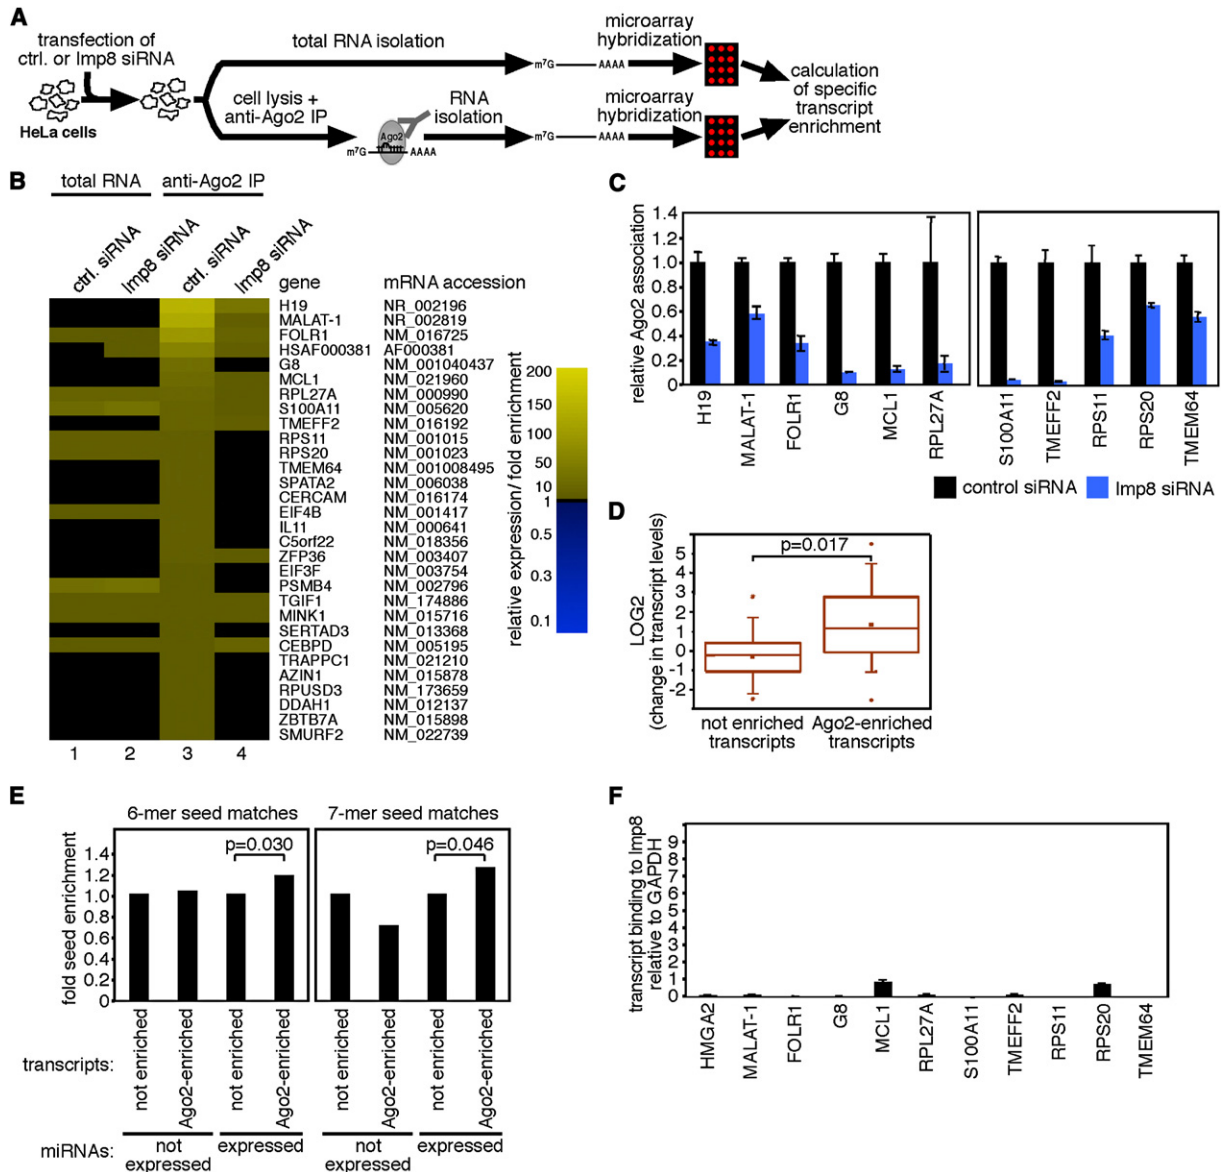 A
transfection of
ctrl. or Imp8 siRNA
HeLa cells
total RNA isolation
cell lysis +
anti-Ago2 IP
Ago2
m⁷G AAAA
RNA
isolation
m⁷G AAAA
m⁷G AAAA
microarray
hybridization
microarray
hybridization
calculation
of specific
transcript
enrichment
B
total RNA anti-Ago2 IP
ctrl. siRNA Imp8 siRNA ctrl. siRNA Imp8 siRNA
gene mRNA accession
H19 NR_002196
MALAT-1 NR_002819
FOLR1 NM_016725
HSAF000381 AF000381
G8 NM_001040437
MCL1 NM_021960
RPL27A NM_000990
S100A11 NM_005620
TMEFF2 NM_016192
RPS11 NM_001015
RPS20 NM_001023
TMEM64 NM_001008495
SPATA2 NM_006038
CERCAM NM_016174
EIF4B NM_001417
IL11 NM_000641
C5orf22 NM_018356
ZFP36 NM_003407
EIF3F NM_003754
PSMB4 NM_002796
TGIF1 NM_174886
MINK1 NM_015716
SERTAD3 NM_013368
CEBPD NM_005195
TRAPPC1 NM_021210
AZIN1 NM_015878
RPUSD3 NM_173659
DDAH1 NM_012137
ZBTB7A NM_015898
SMURF2 NM_022739
1 2 3 4
relative expression/ fold enrichment
200
150
100
50
10
1
0.5
0.3
0.1
C
relative Ago2 association
1.4
1.2
1.0
0.8
0.6
0.4
0.2
0
H19 MALAT-1 FOLR1 G8 MCL1 RPL27A S100A11 TMEFF2 RPS11 RPS20 TMEM64
control siRNA Imp8 siRNA
D
LOG2
(change in transcript levels)
5
4
3
2
1
0
-1
-2
p=0.017
not enriched
transcripts
Ago2-enriched
transcripts
E
6-mer seed matches 7-mer seed matches
fold seed enrichment
1.4
1.2
1.0
0.8
0.6
0.4
0.2
0
p=0.030 p=0.046
transcripts: not enriched Ago2-enriched not enriched Ago2-enriched not enriched Ago2-enriched not enriched Ago2-enriched
miRNAs: not
expressed
expressed
not
expressed
expressed
F
transcript binding to Imp8
relative to GAPDH
9
8
7
6
5
4
3
2
1
0
HMGA2 MALAT-1 FOLR1 G8 MCL1 RPL27A S100A11 TMEFF2 RPS11 RPS20 TMEM64